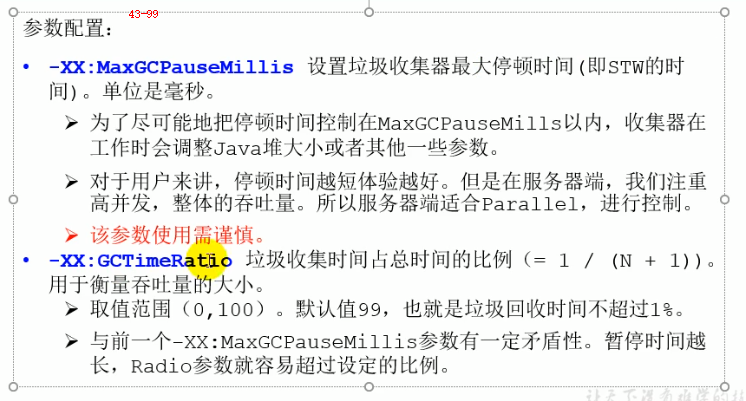 43-99
参数配置:
• -XX:MaxGCPauseMillis 设置垃圾收集器最大停顿时间(即STW的时
间)。单位是毫秒。
➢ 为了尽可能地把停顿时间控制在MaxGCPauseMills以内，收集器在
工作时会调整Java堆大小或者其他一些参数。
➢ 对于用户来讲，停顿时间越短体验越好。但是在服务器端，我们注重
高并发，整体的吞吐量。所以服务器端适合Parallel，进行控制。
➢ 该参数使用需谨慎。
• -XX:GCTimeRatio 垃圾收集时间占总时间的比例（= 1 / (N + 1))。
用于衡量吞吐量的大小。
➢ 取值范围（0,100）。默认值99，也就是垃圾回收时间不超过1%。
➢ 与前一个-XX:MaxGCPauseMillis参数有一定矛盾性。暂停时间越
长，Radio参数就容易超过设定的比例。